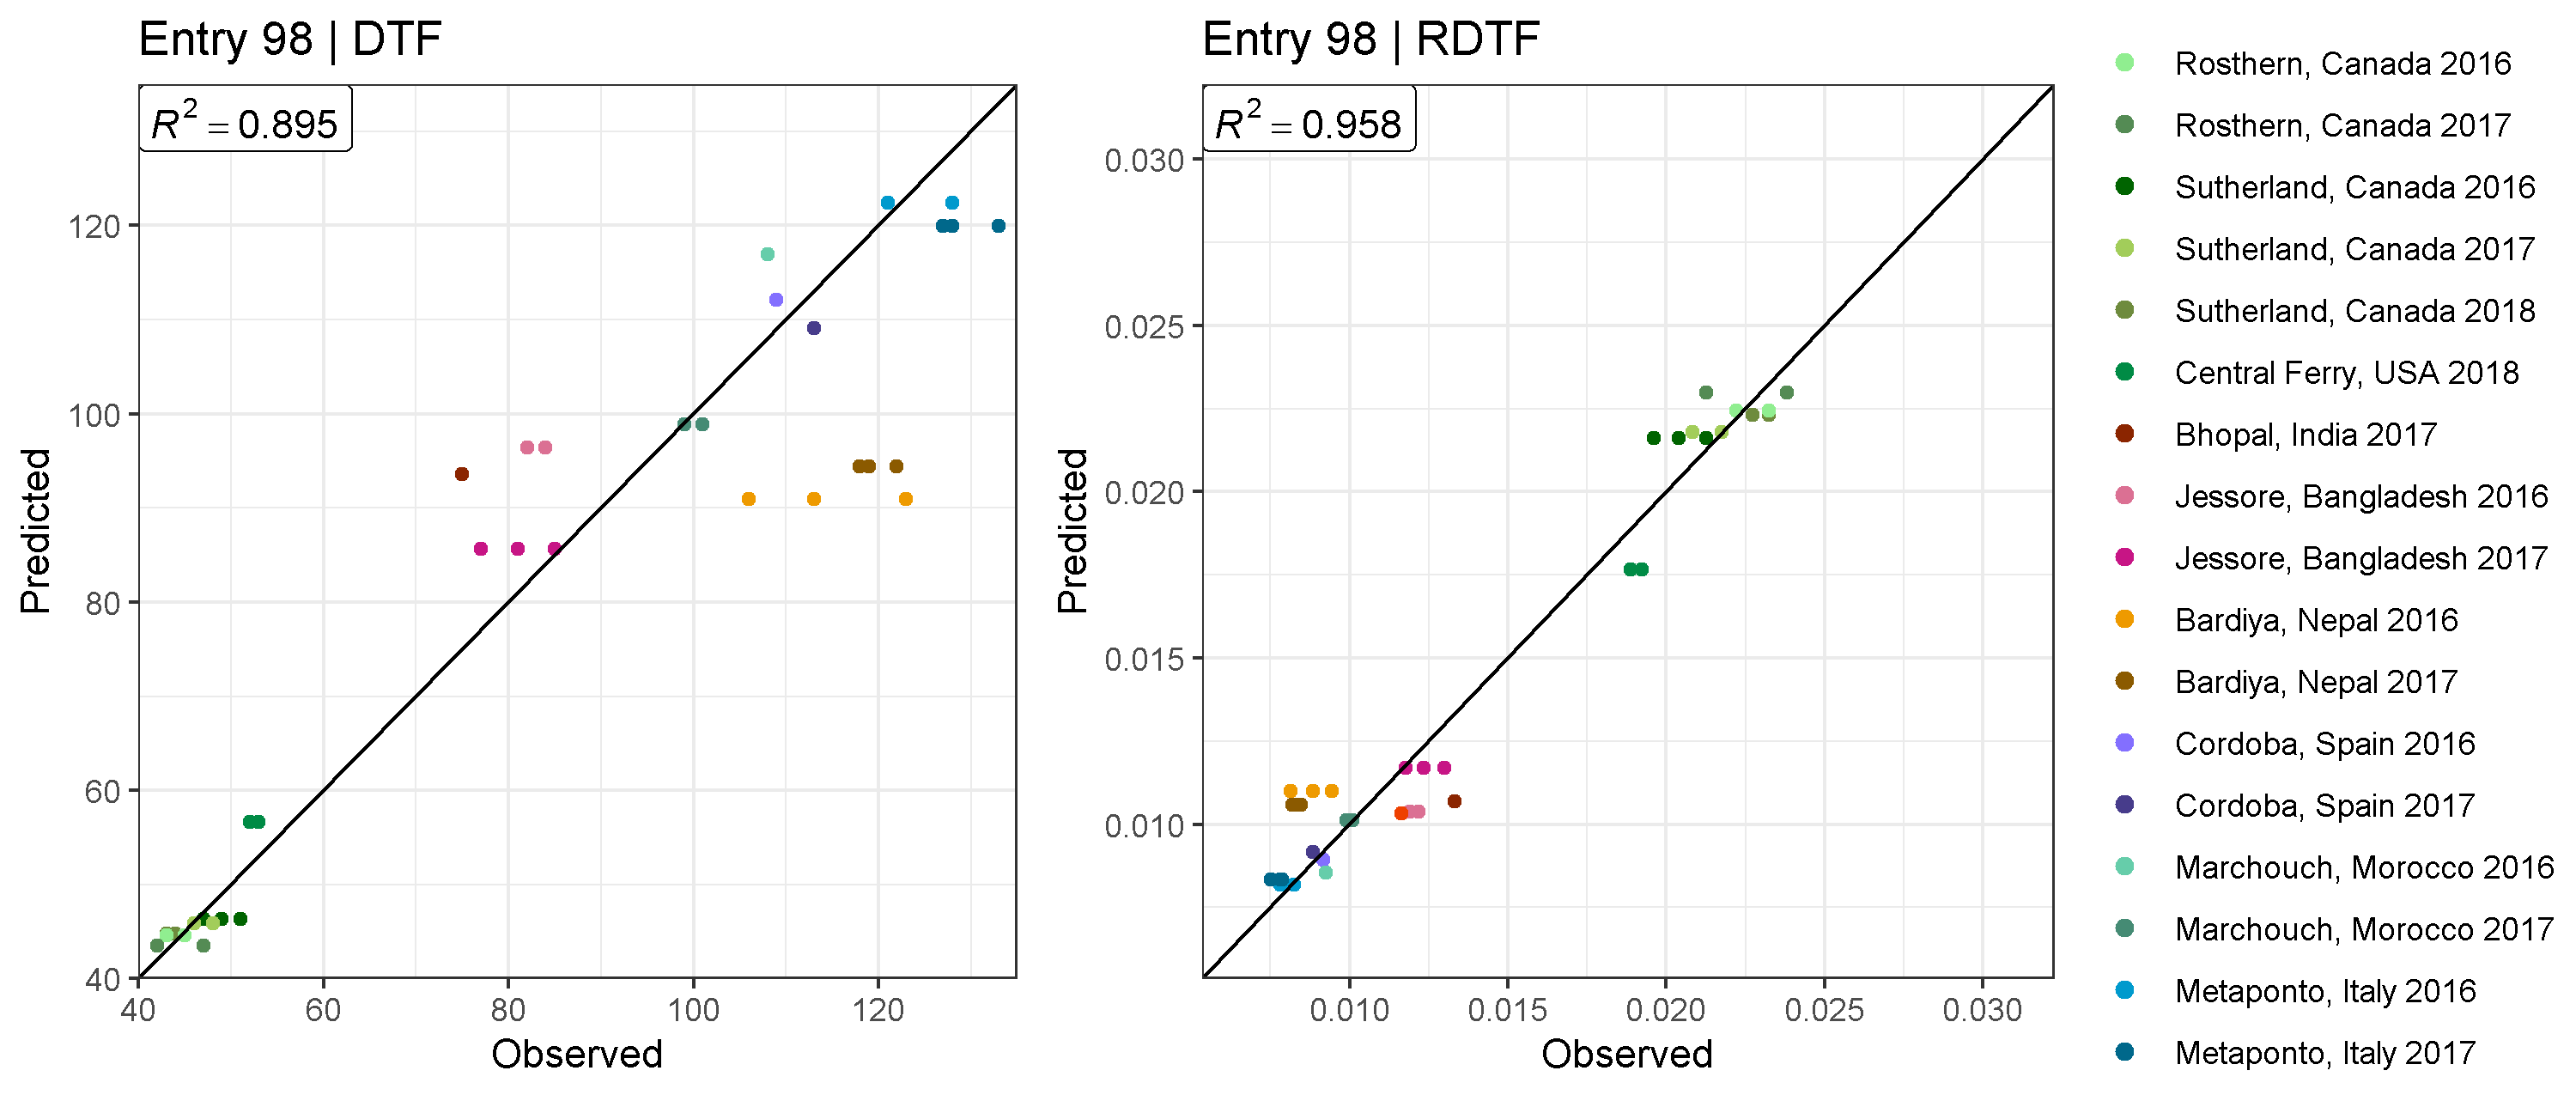 Entry 98 | DTF
R² = 0.895
120
100
80
60
40
40 60 80 100 120
Predicted
Observed
Entry 98 | RDTF
R² = 0.958
0.030
0.025
0.020
0.015
0.010
0.010 0.015 0.020 0.025 0.030
Predicted
Observed
Rosthern, Canada 2016
Rosthern, Canada 2017
Sutherland, Canada 2016
Sutherland, Canada 2017
Sutherland, Canada 2018
Central Ferry, USA 2018
Bhopal, India 2017
Jessore, Bangladesh 2016
Jessore, Bangladesh 2017
Bardiya, Nepal 2016
Bardiya, Nepal 2017
Cordoba, Spain 2016
Cordoba, Spain 2017
Marchouch, Morocco 2016
Marchouch, Morocco 2017
Metaponto, Italy 2016
Metaponto, Italy 2017